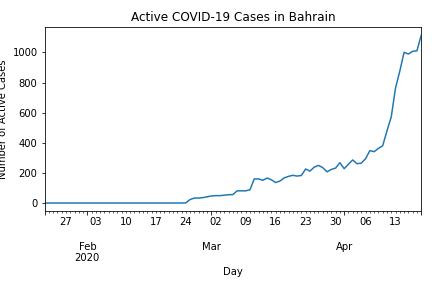 Active COVID-19 Cases in Bahrain
Number of Active Cases
1000
800
600
400
200
0
27 03 10 17 24 02 09 16 23 30 06 13
Feb Mar Apr
2020
Day